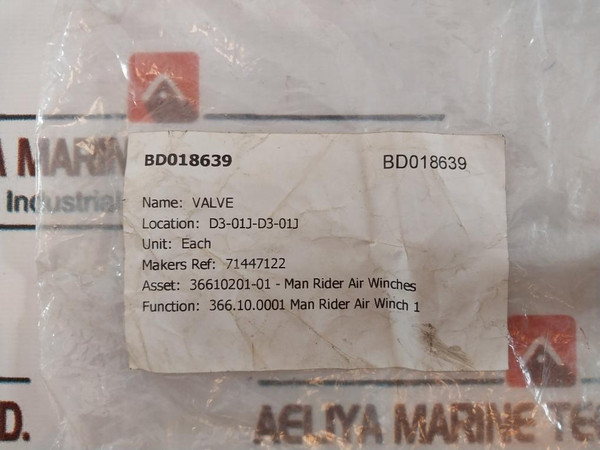 BD018639 BD018639
Name: VALVE
Location: D3-01J-D3-01J
Unit: Each
Makers Ref: 71447122
Asset: 36610201-01 - Man Rider Air Winches
Function: 366.10.0001 Man Rider Air Winch 1
A MARIN
Industrial
D.
AELIYA MARINE TEC